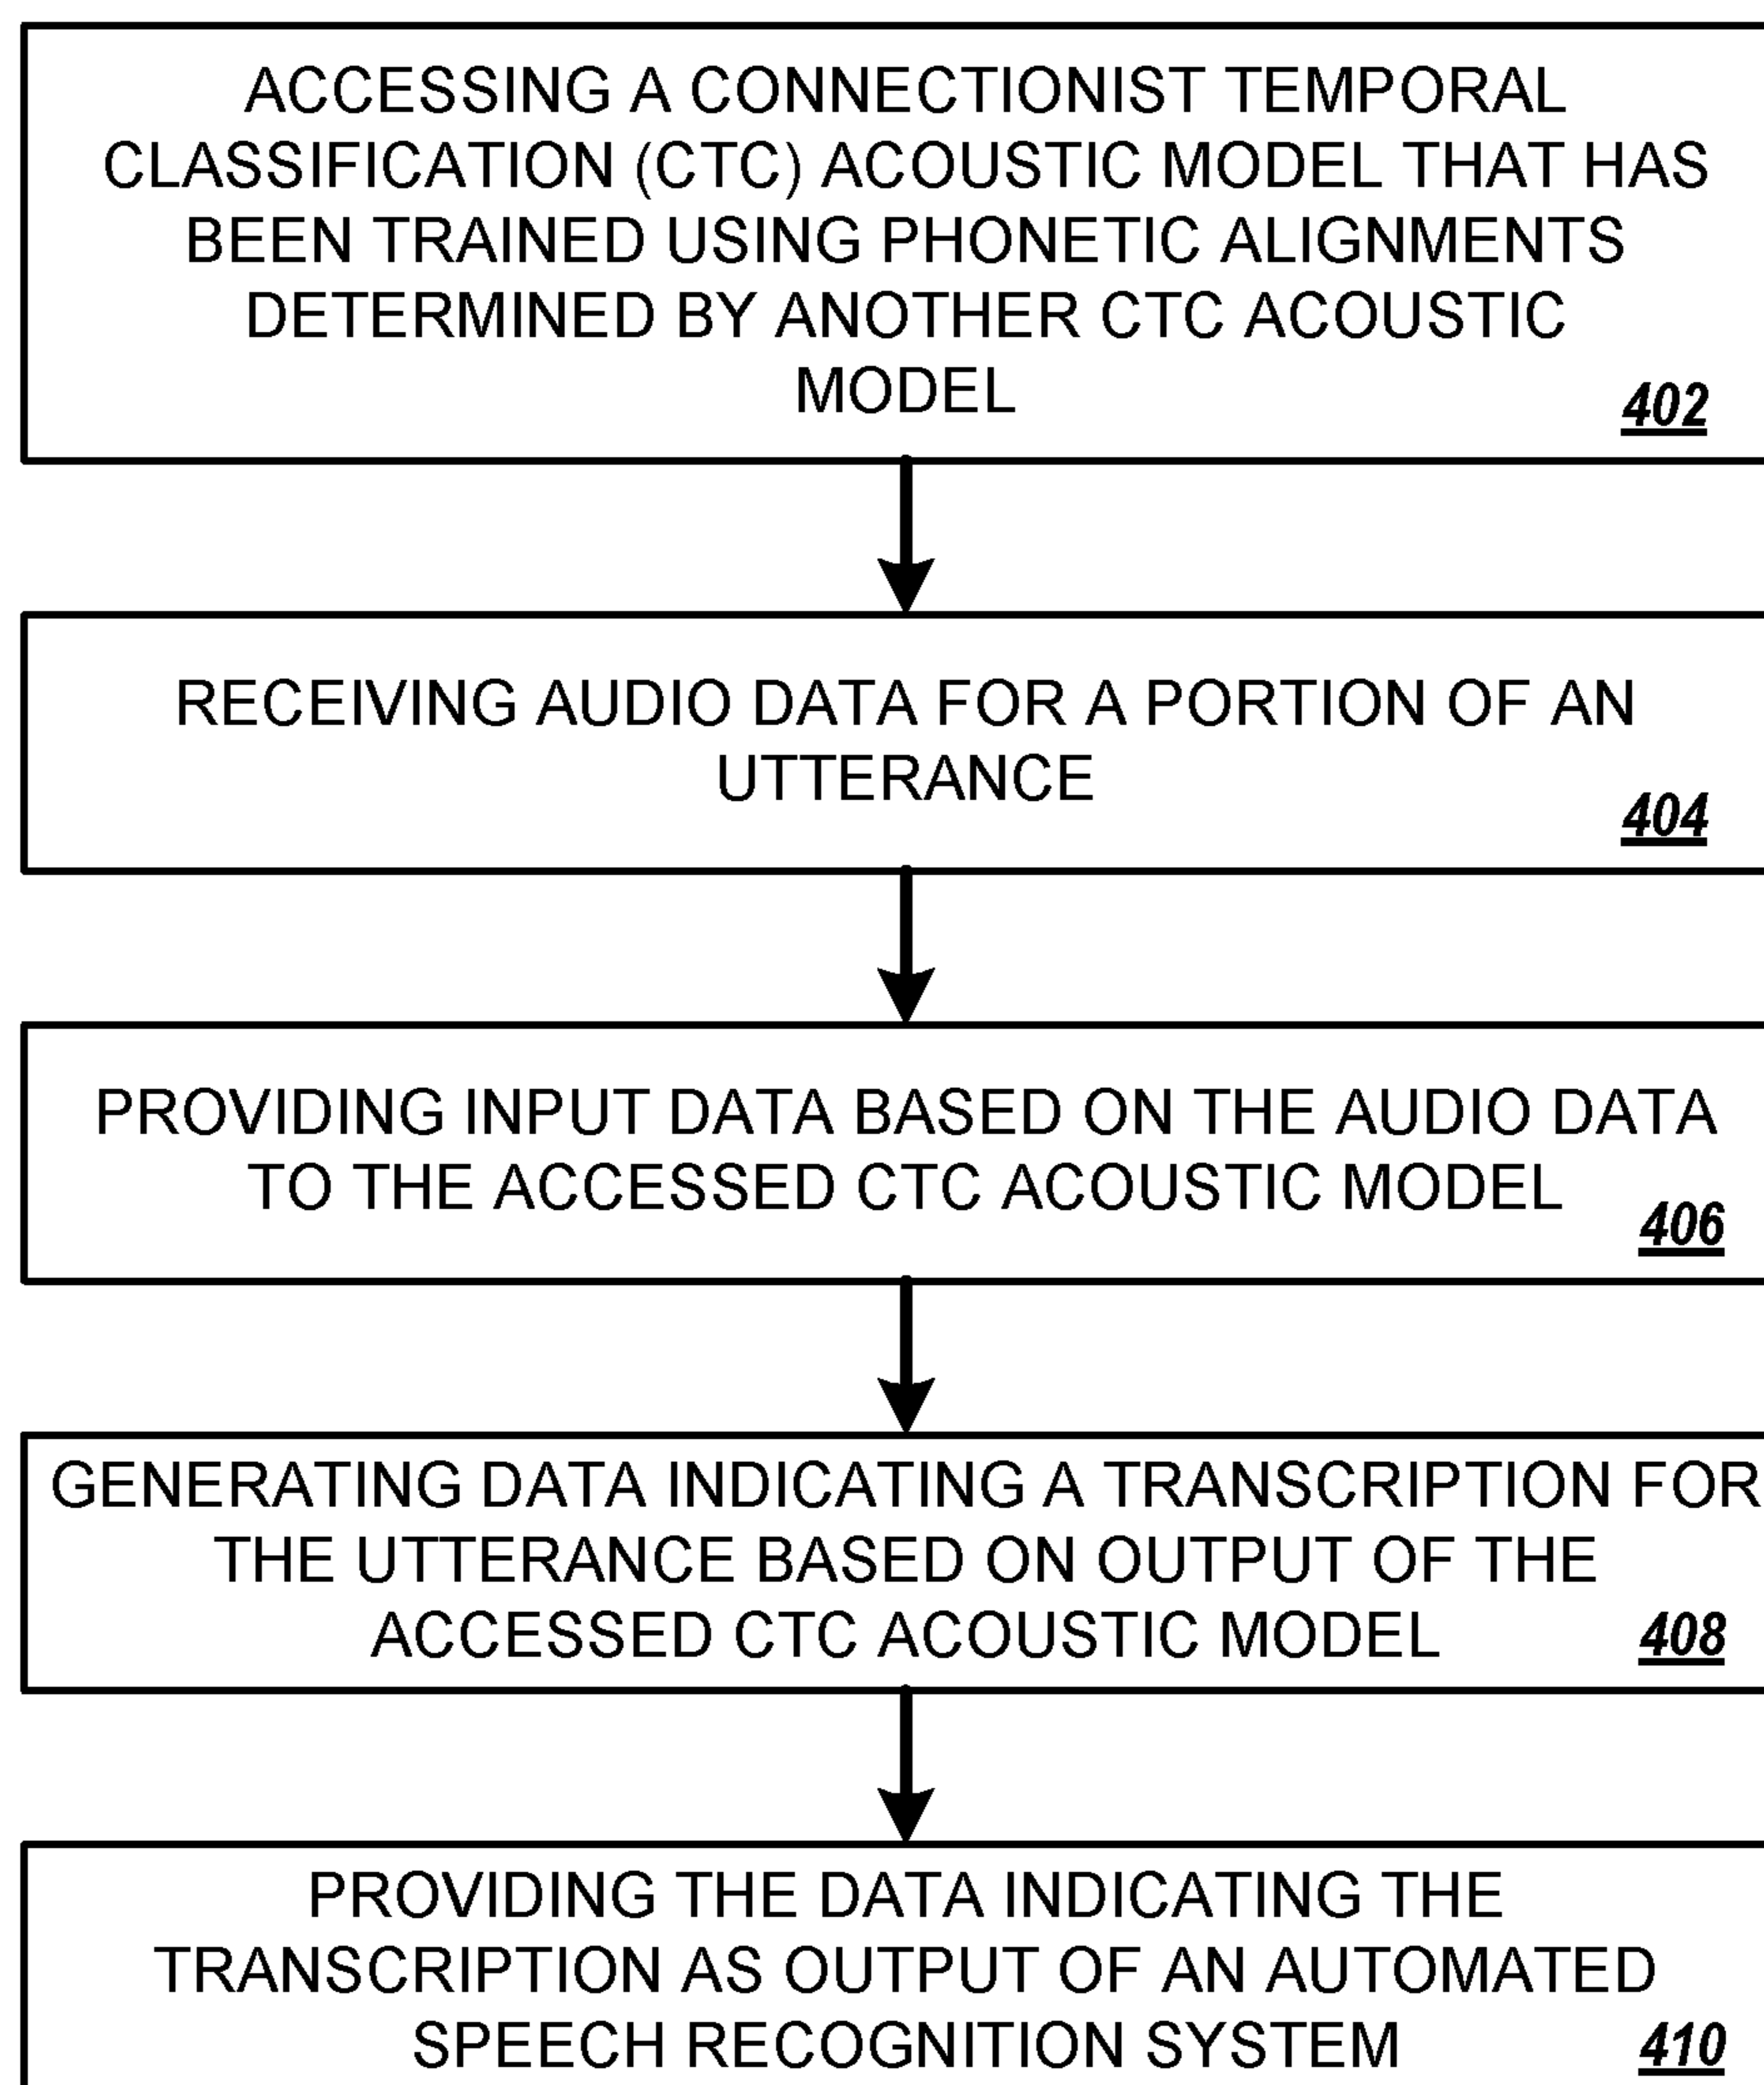 ACCESSING A CONNECTIONIST TEMPORAL
CLASSIFICATION (CTC) ACOUSTIC MODEL THAT HAS
BEEN TRAINED USING PHONETIC ALIGNMENTS
DETERMINED BY ANOTHER CTC ACOUSTIC
MODEL
402
RECEIVING AUDIO DATA FOR A PORTION OF AN
UTTERANCE
404
PROVIDING INPUT DATA BASED ON THE AUDIO DATA
TO THE ACCESSED CTC ACOUSTIC MODEL
406
GENERATING DATA INDICATING A TRANSCRIPTION FOR
THE UTTERANCE BASED ON OUTPUT OF THE
ACCESSED CTC ACOUSTIC MODEL
408
PROVIDING THE DATA INDICATING THE
TRANSCRIPTION AS OUTPUT OF AN AUTOMATED
SPEECH RECOGNITION SYSTEM
410